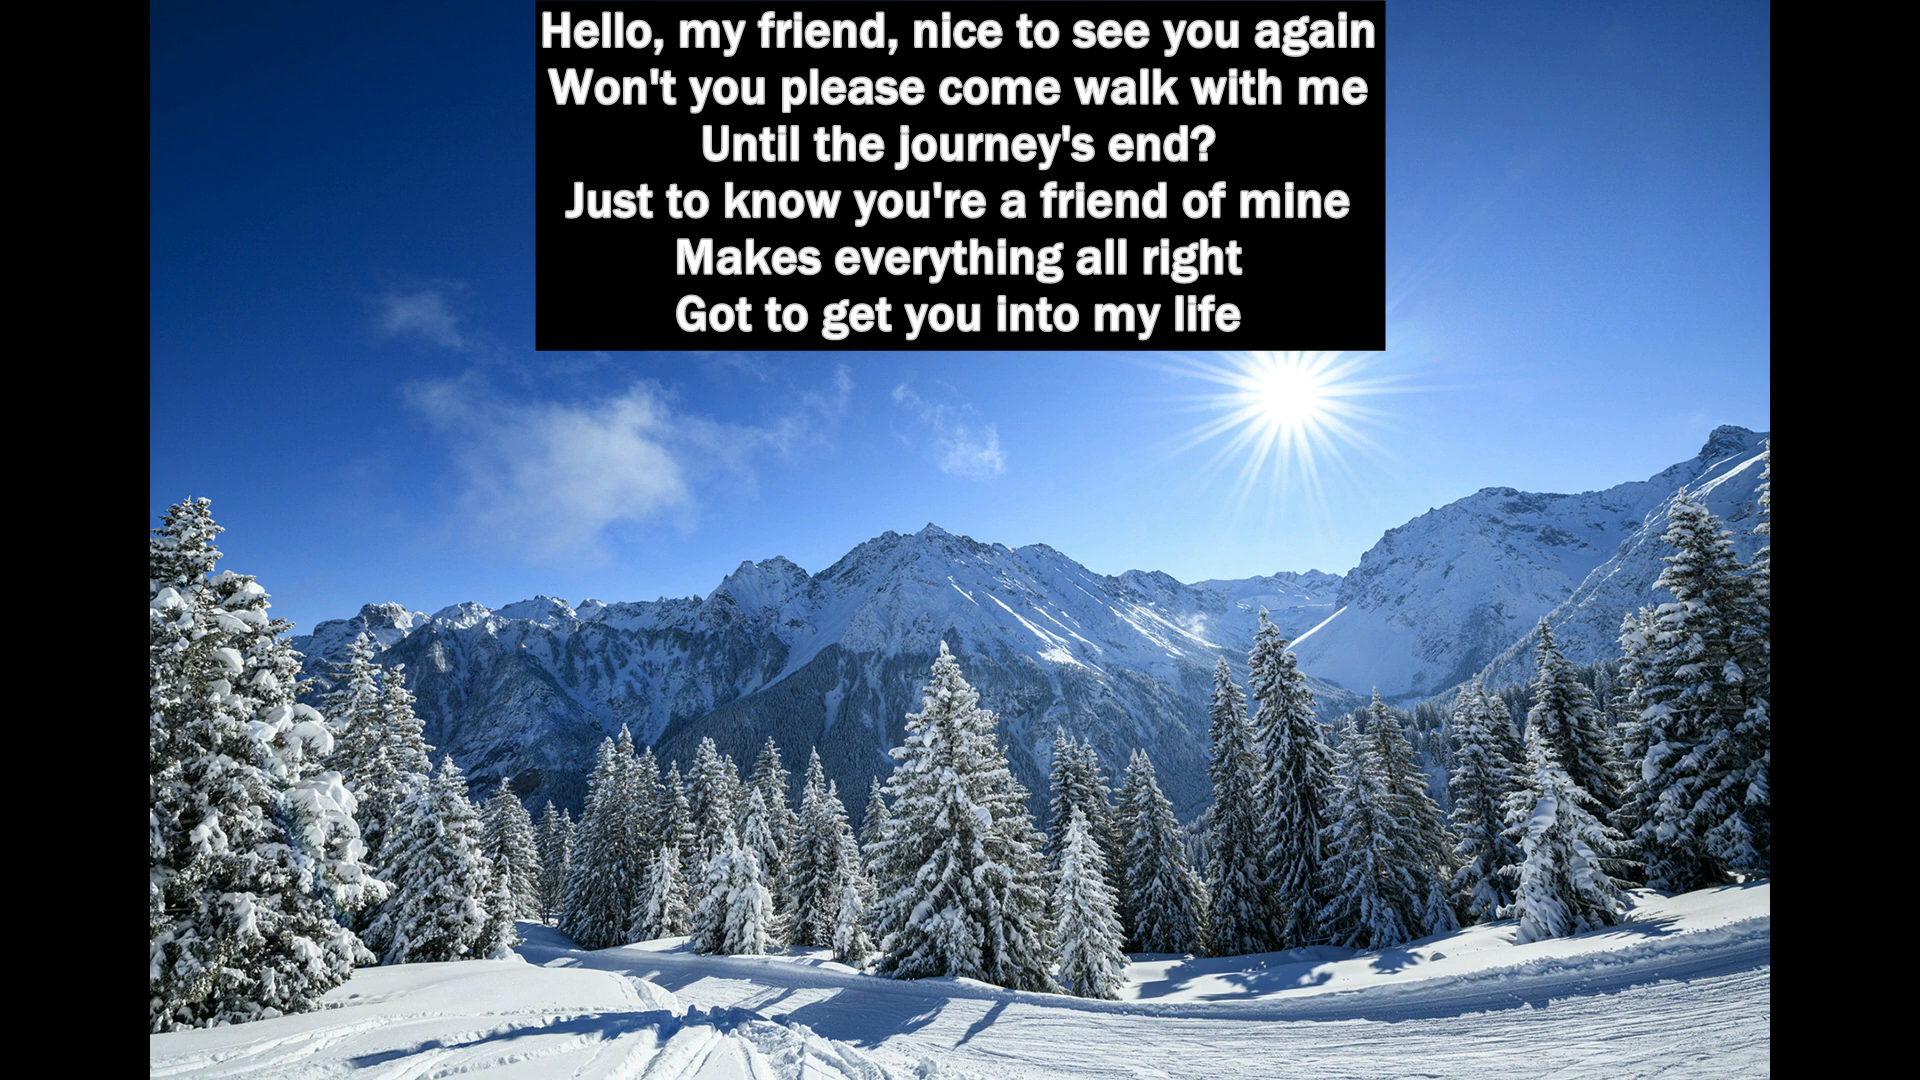 Hello, my friend, nice to see you again
Won't you please come walk with me
Until the journey's end?
Just to know you're a friend of mine
Makes everything all right
Got to get you into my life